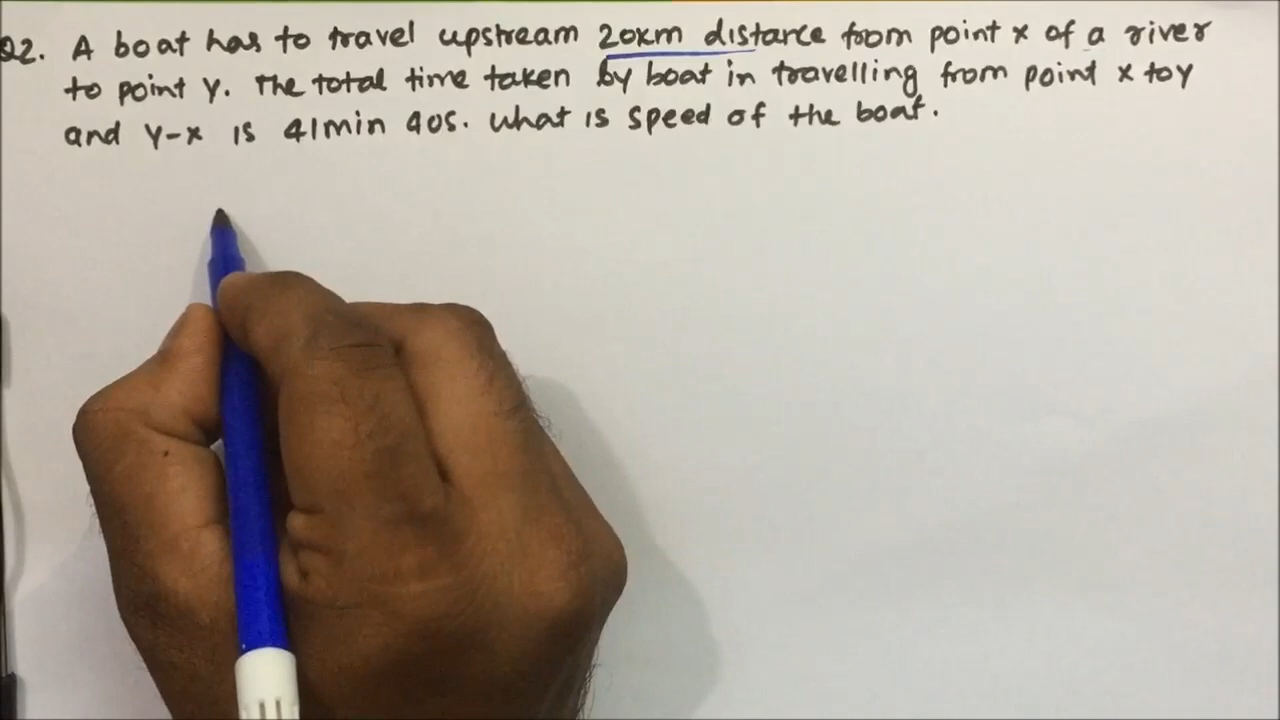 Q2. A boat has to travel upstream 20km distance from point x of a river
to point y. The total time taken by boat in travelling from point x to y
and y-x is 41min 40s. What is speed of the boat.